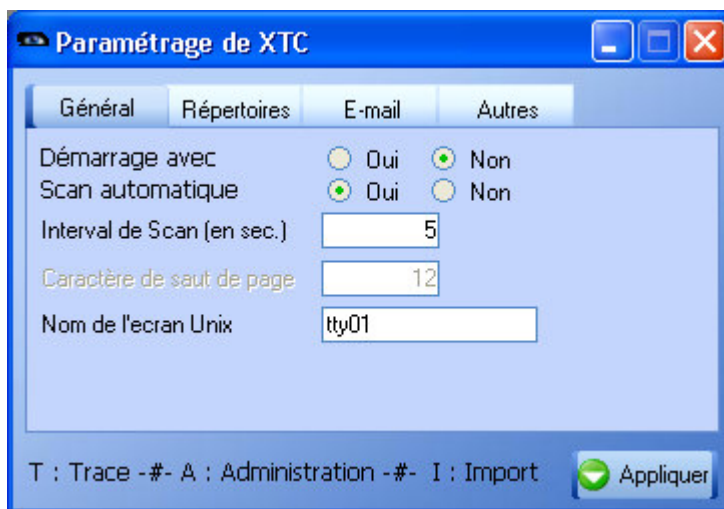 Paramétrage de XTC
Général Répertoires E-mail Autres
Démarrage avec Oui Non
Scan automatique Oui Non
Interval de Scan (en sec.) 5
Caractère de saut de page 12
Nom de l'ecran Unix tty01
T : Trace -#- A : Administration -#- I : Import Appliquer